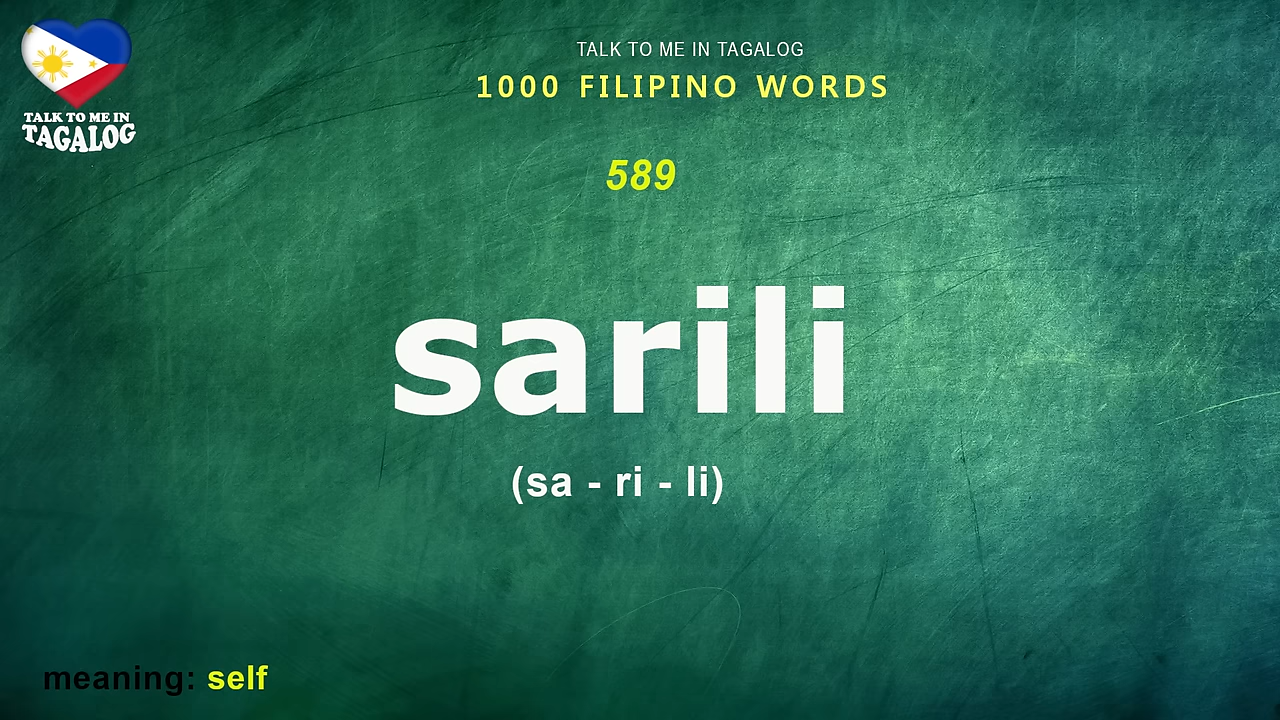 TALK TO ME IN
TAGALOG
TALK TO ME IN TAGALOG
1000 FILIPINO WORDS
589
sarili
(sa - ri - li)
meaning: self